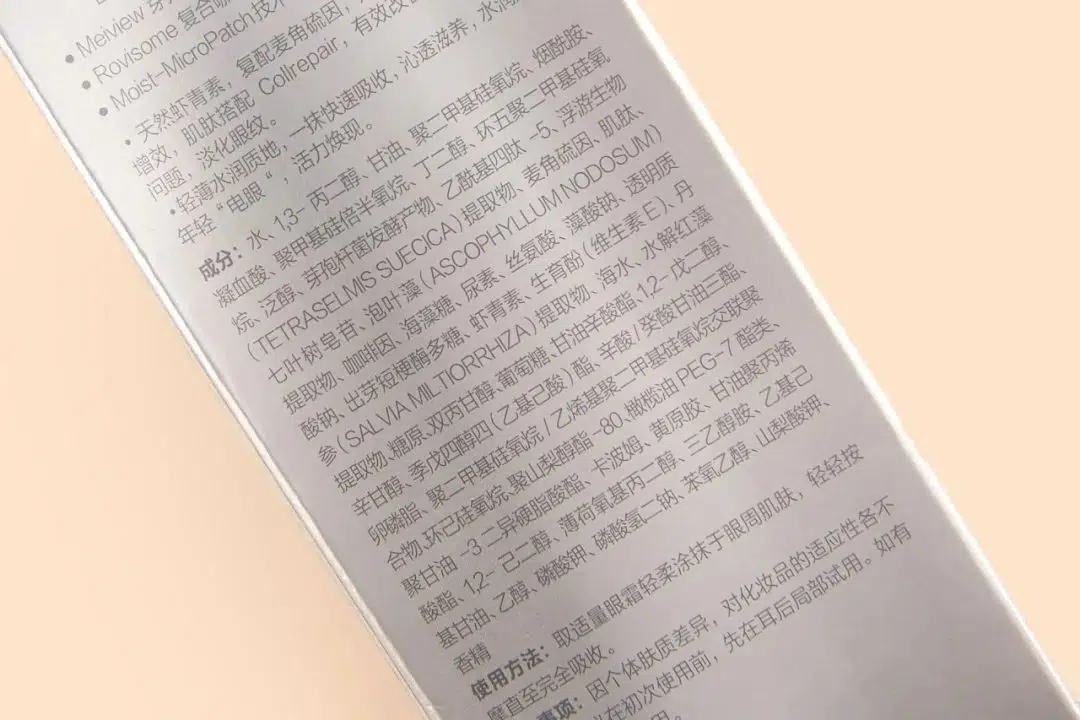 • Meiview
• Rovisome 复合
• Moist-MicroPatch技
• 天然虾青素，复配麦角硫因，
增效，肌肽搭配 Collrepair，有效改
问题，淡化眼纹。
• 轻薄水润质地，一抹快速吸收，沁透滋养，水润
年轻“电眼”，活力焕现。
成分：水、1,3-丙二醇、甘油、聚二甲基硅氧烷、烟酰胺、
凝血酸、聚甲基硅倍半氧烷、丁二醇、环五聚二甲基硅氧
烷、泛醇、芽孢杆菌发酵产物、乙酰基四肽-5、浮游生物
（TETRASELMIS SUECICA）提取物、麦角硫因、肌肽、
七叶树皂苷、泡叶藻（ASCOPHYLLUM NODOSUM）
提取物、咖啡因、海藻糖、尿素、丝氨酸、藻酸钠、透明质
酸钠、出芽短梗酶多糖、虾青素、生育酚（维生素E）、丹
参（SALVIA MILTIORRHIZA）提取物、海水、水解红藻
提取物、糖原、双丙甘醇、葡萄糖、甘油辛酸酯、1,2-戊二醇、
辛甘醇、季戊四醇四（乙基己酸）酯、辛酸/癸酸甘油三酯、
卵磷脂、聚二甲基硅氧烷/乙烯基聚二甲基硅氧烷交联聚
合物、环己硅氧烷、聚山梨醇酯-80、橄榄油PEG-7酯类、
聚甘油-3二异硬脂酸酯、卡波姆、黄原胶、甘油聚丙烯
酸酯、1,2-己二醇、薄荷氧基丙二醇、三乙醇胺、乙基己
基甘油、乙醇、磷酸钾、磷酸氢二钠、苯氧乙醇、山梨酸钾、
香精
使用方法：取适量眼霜轻柔涂抹于眼周肌肤，轻轻按
摩直至完全吸收。
事项：因个体肤质差异，对化妆品的适应性各不
在初次使用前，先在耳后局部试用。如有
用。